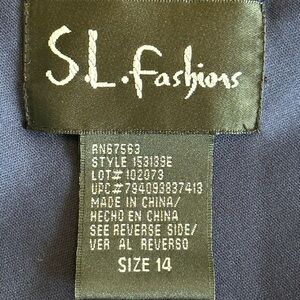 S.L.Fashions
RN67563
STYLE 153139E
LOT# 102073
UPC# 794093837413
MADE IN CHINA/
HECHO EN CHINA
SEE REVERSE SIDE/
VER AL REVERSO
SIZE 14